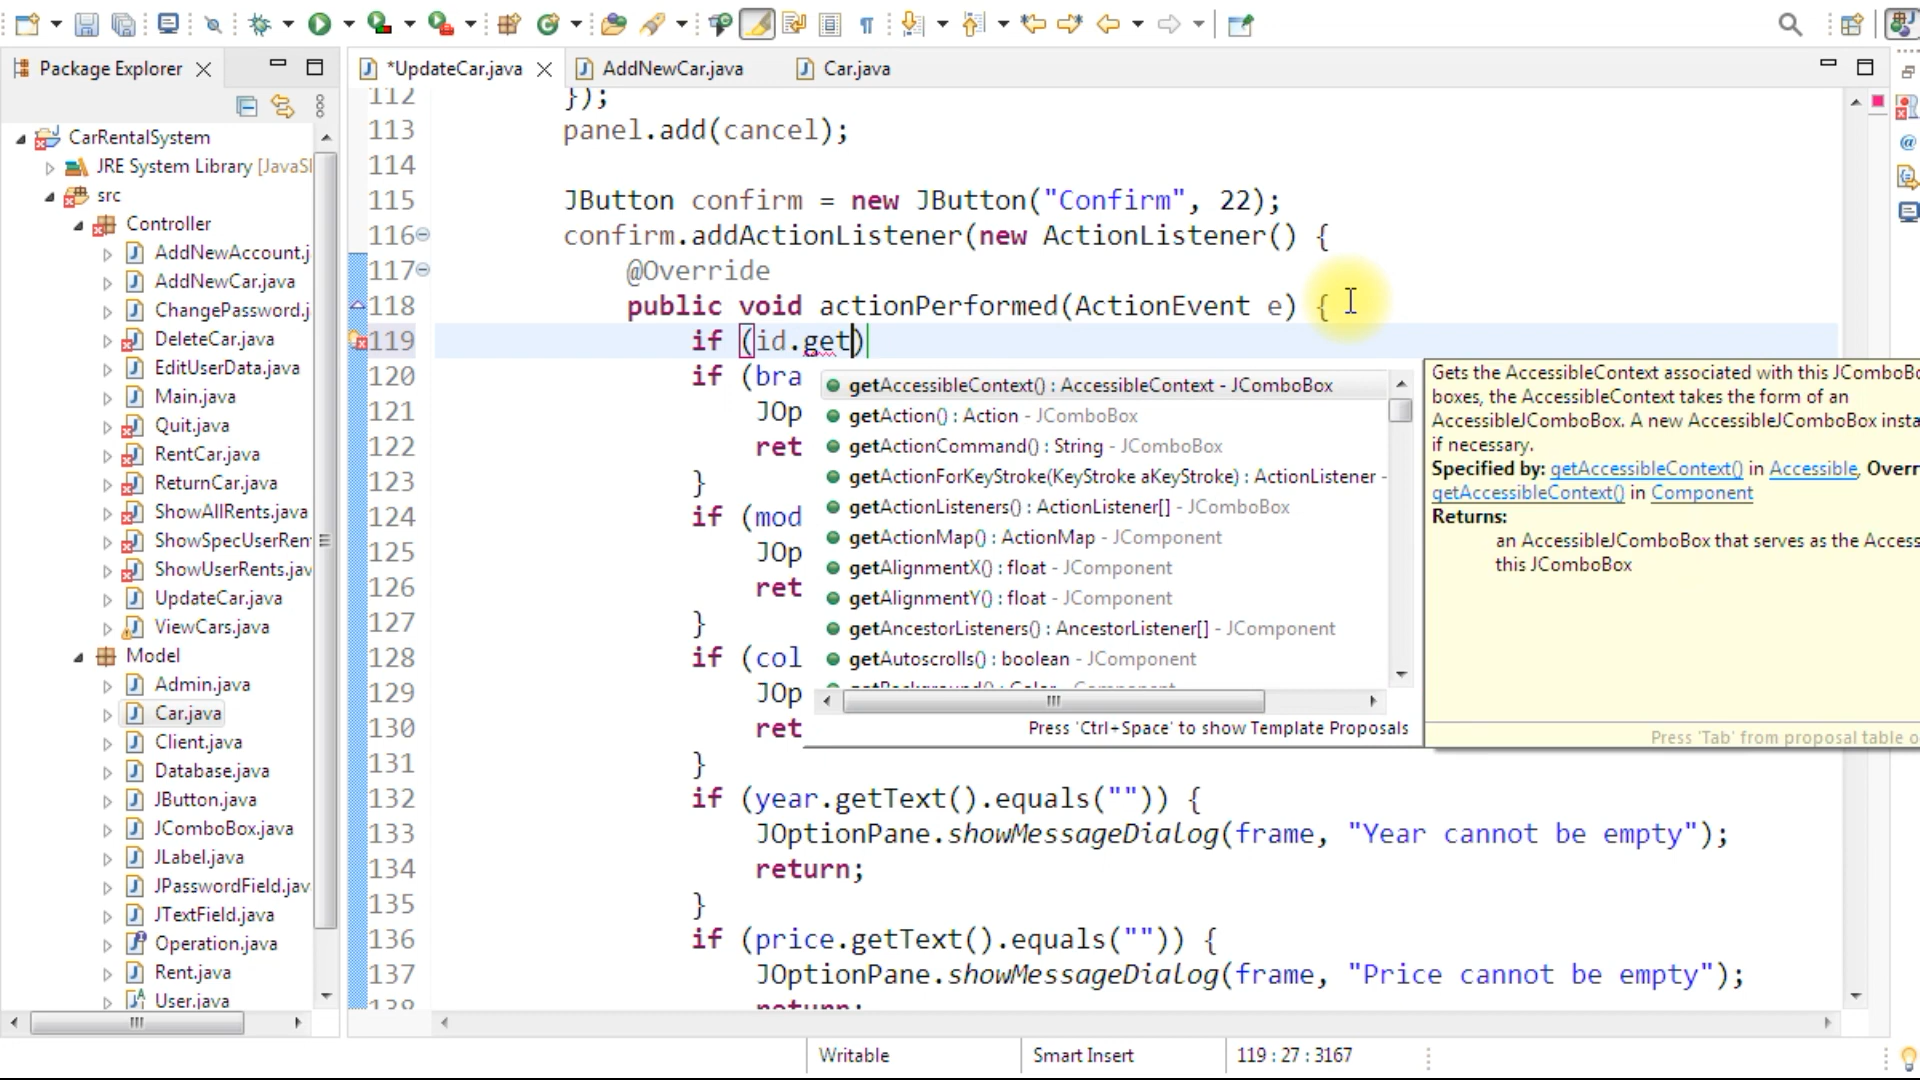 Package Explorer
*UpdateCar.java
AddNewCar.java
Car.java
CarRentalSystem
JRE System Library [JavaSI
src
Controller
AddNewAccount.j
AddNewCar.java
ChangePassword.j
DeleteCar.java
EditUserData.java
Main.java
Quit.java
RentCar.java
ReturnCar.java
ShowAllRents.java
ShowSpecUserRen
ShowUserRents.jav
UpdateCar.java
ViewCars.java
Model
Admin.java
Car.java
Client.java
Database.java
JButton.java
JComboBox.java
JLabel.java
JPasswordField.jav
JTextField.java
Operation.java
Rent.java
User.java
112 });
113 panel.add(cancel);
114
115 JButton confirm = new JButton("Confirm", 22);
116 confirm.addActionListener(new ActionListener() {
117 @Override
118 public void actionPerformed(ActionEvent e) {
119 if (id.get)
120 if (bra
121 JOp
122 ret
123 }
124 if (mod
125 JOp
126 ret
127 }
128 if (col
129 JOp
130 ret
131 }
132 if (year.getText().equals("")) {
133 JOptionPane.showMessageDialog(frame, "Year cannot be empty");
134 return;
135 }
136 if (price.getText().equals("")) {
137 JOptionPane.showMessageDialog(frame, "Price cannot be empty");
138 return;
getAccessibleContext() : AccessibleContext - JComboBox
getAction() : Action - JComboBox
getActionCommand() : String - JComboBox
getActionForKeyStroke(KeyStroke aKeyStroke) : ActionListener -
getActionListeners() : ActionListener[] - JComboBox
getActionMap() : ActionMap - JComponent
getAlignmentX() : float - JComponent
getAlignmentY() : float - JComponent
getAncestorListeners() : AncestorListener[] - JComponent
getAutoscrolls() : boolean - JComponent
getBackground() : Color - Component
Press 'Ctrl+Space' to show Template Proposals
Gets the AccessibleContext associated with this JComboBo
boxes, the AccessibleContext takes the form of an
AccessibleJComboBox. A new AccessibleJComboBox insta
if necessary.
Specified by: getAccessibleContext() in Accessible, Overr
getAccessibleContext() in Component
Returns:
an AccessibleJComboBox that serves as the Access
this JComboBox
Press 'Tab' from proposal table o
Writable
Smart Insert
119 : 27 : 3167